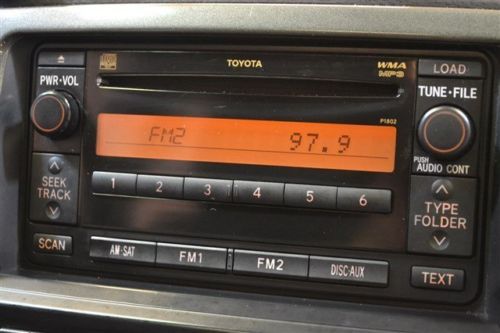 PWR·VOL
TOYOTA
WMA
MP3
LOAD
TUNE·FILE
P1802
FM2 97.9
PUSH
AUDIO CONT
1 2 3 4 5 6
SEEK
TRACK
TYPE
FOLDER
SCAN
AM·SAT
FM1
FM2
DISC·AUX
TEXT